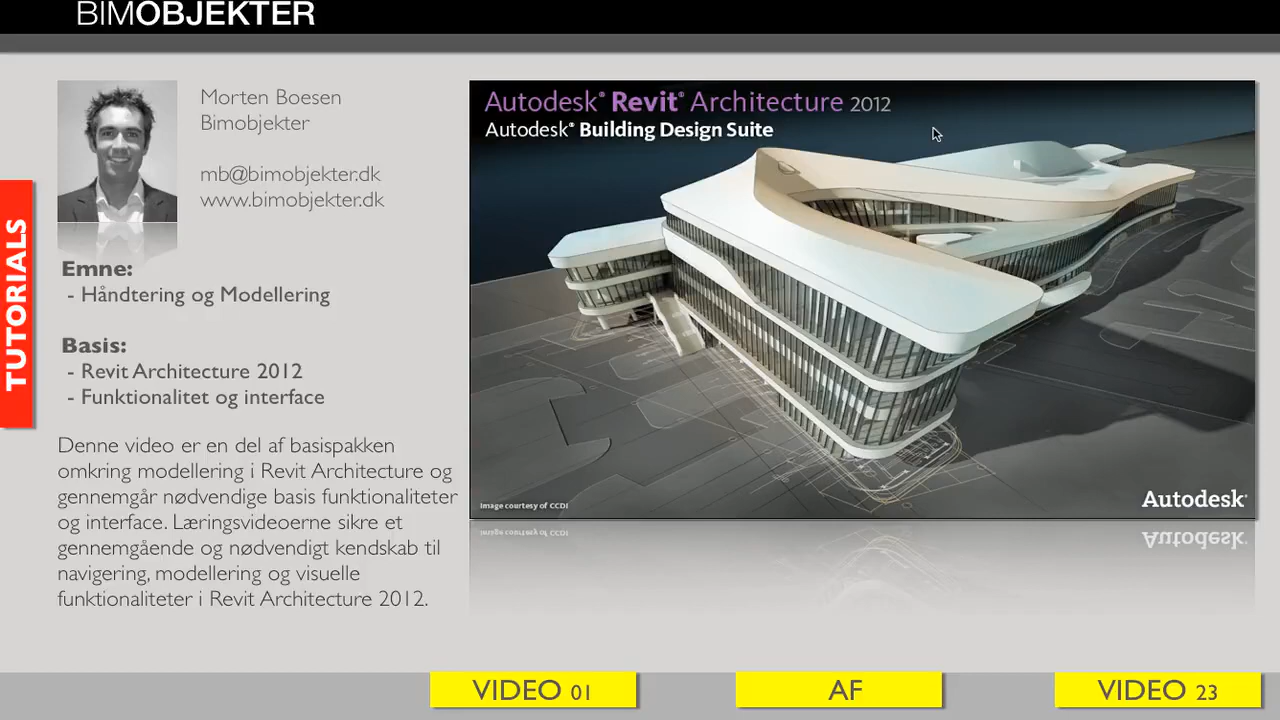 BIMOBJEKTER
Morten Boesen
Bimobjekter
mb@bimobjekter.dk
www.bimobjekter.dk
TUTORIALS
Emne:
- Håndtering og Modellering
Basis:
- Revit Architecture 2012
- Funktionalitet og interface
Denne video er en del af basispakken
omkring modellering i Revit Architecture og
gennemgår nødvendige basis funktionaliteter
og interface. Læringsvideoerne sikre et
gennemgående og nødvendigt kendskab til
navigering, modellering og visuelle
funktionaliteter i Revit Architecture 2012.
Autodesk® Revit® Architecture 2012
Autodesk® Building Design Suite
Image courtesy of CCDI
Autodesk®
VIDEO 01
AF
VIDEO 23